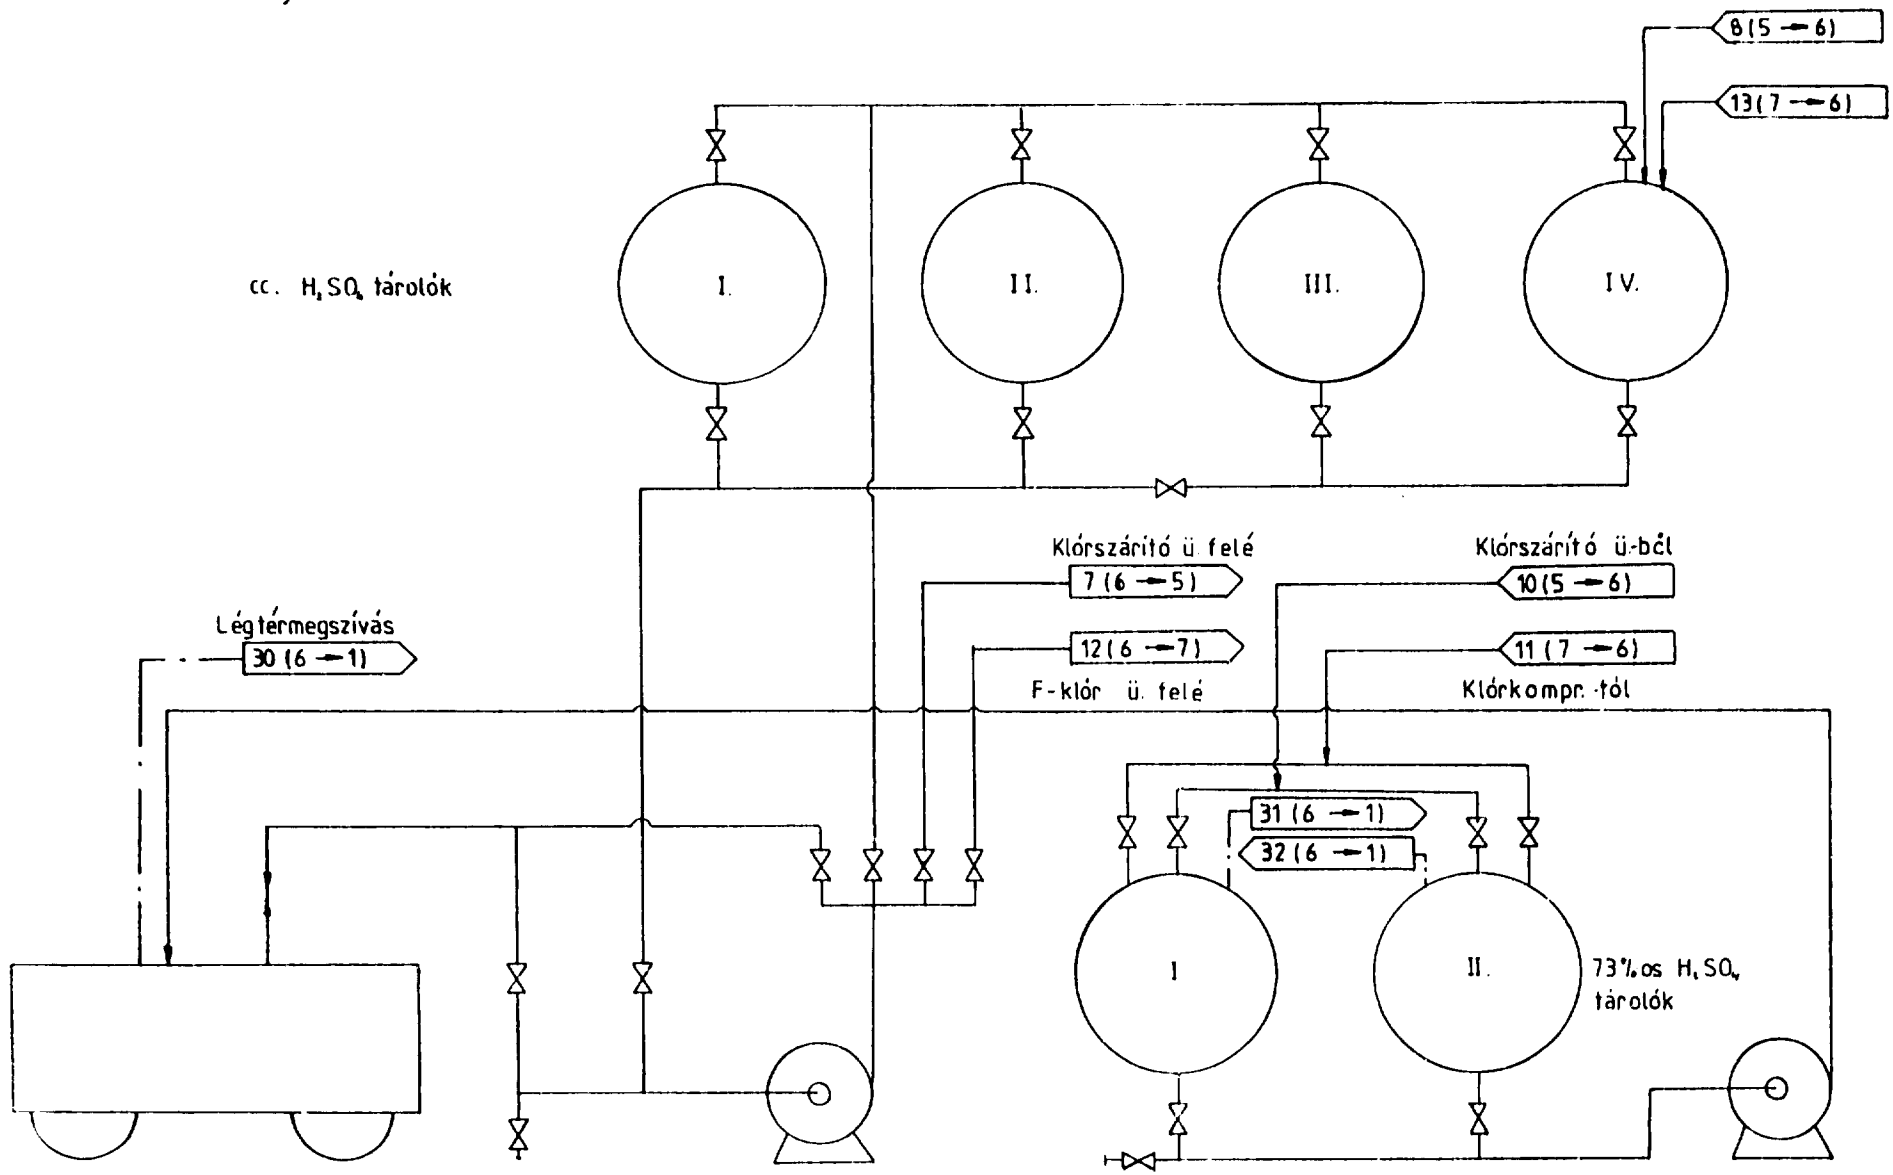 8 (5 → 6)
13 (7 → 6)
I.
II.
III.
IV.
cc. H₂SO₄ tárolók
Klórszárító ü. felé
7 (6 → 5)
Klórszárító ü.-ból
10 (5 → 6)
Légtérmegszívás
30 (6 → 1)
12 (6 → 7)
F-klór ü. felé
11 (7 → 6)
Klórkompr.-tól
31 (6 → 1)
32 (6 → 1)
I
II.
73%os H₂SO₄
tárolók